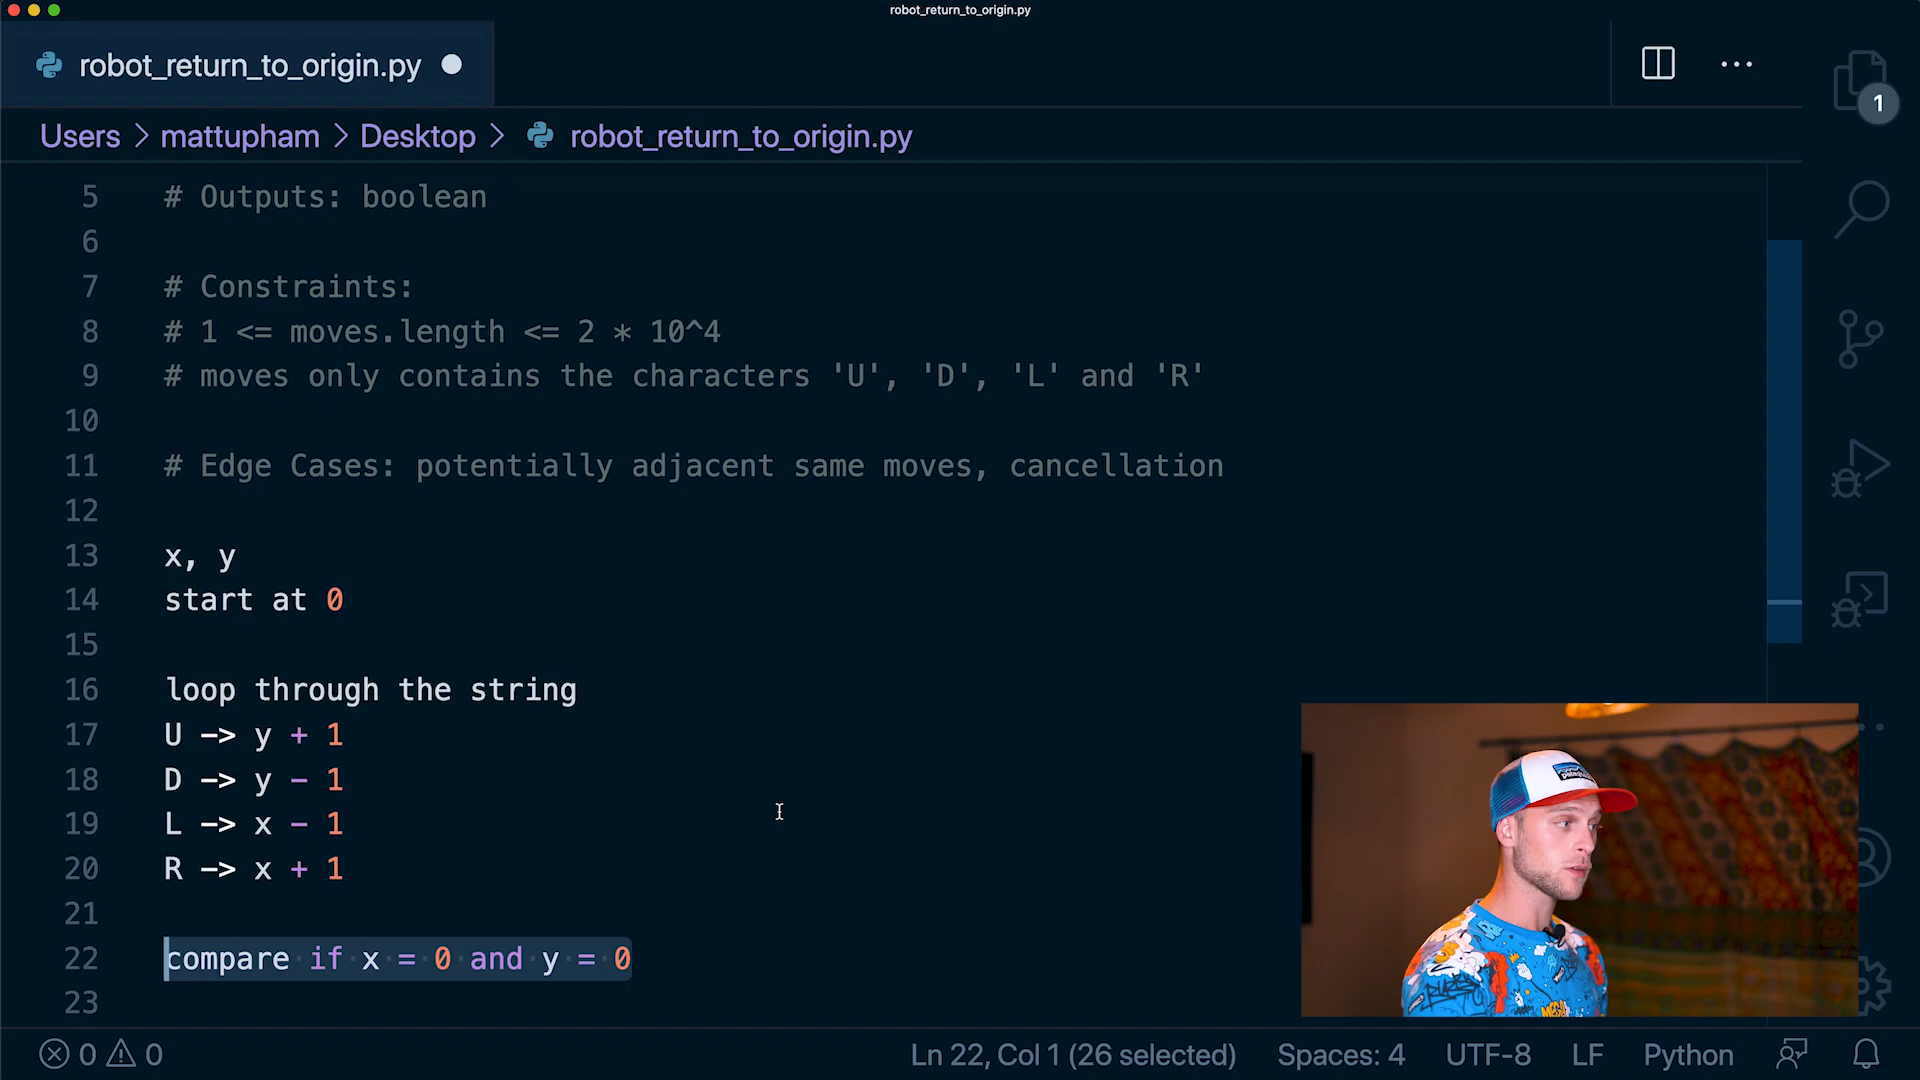 robot_return_to_origin.py
robot_return_to_origin.py
1
Users > mattupham > Desktop > robot_return_to_origin.py
5 # Outputs: boolean
6
7 # Constraints:
8 # 1 <= moves.length <= 2 * 10^4
9 # moves only contains the characters 'U', 'D', 'L' and 'R'
10
11 # Edge Cases: potentially adjacent same moves, cancellation
12
13 x, y
14 start at 0
15
16 loop through the string
17 U -> y + 1
18 D -> y - 1
19 L -> x - 1
20 R -> x + 1
21
22 compare if x = 0 and y = 0
23
0 0 Ln 22, Col 1 (26 selected) Spaces: 4 UTF-8 LF Python